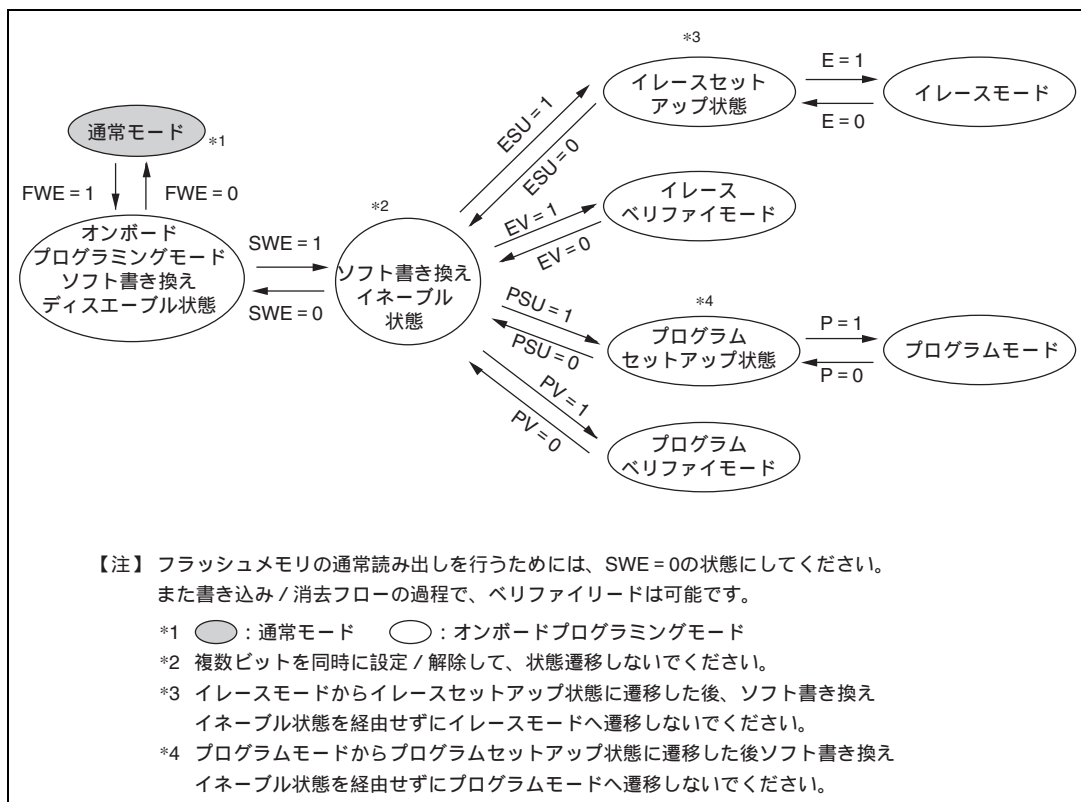 *3
イレースセット
アップ状態
E = 1
E = 0
イレースモード
通常モード
*1
FWE = 1
FWE = 0
ESU = 1
ESU = 0
オンボード
プログラミングモード
ソフト書き換え
ディスエーブル状態
SWE = 1
SWE = 0
*2
ソフト書き換え
イネーブル
状態
EV = 1
EV = 0
イレース
ベリファイモード
PSU = 1
PSU = 0
*4
プログラム
セットアップ状態
P = 1
P = 0
プログラムモード
PV = 1
PV = 0
プログラム
ベリファイモード
【注】 フラッシュメモリの通常読み出しを行うためには、SWE = 0の状態にしてください。
また書き込み / 消去フローの過程で、ベリファイリードは可能です。
*1 : 通常モード : オンボードプログラミングモード
*2 複数ビットを同時に設定 / 解除して、状態遷移しないでください。
*3 イレースモードからイレースセットアップ状態に遷移した後、ソフト書き換え
イネーブル状態を経由せずにイレースモードへ遷移しないでください。
*4 プログラムモードからプログラムセットアップ状態に遷移した後ソフト書き換え
イネーブル状態を経由せずにプログラムモードへ遷移しないでください。